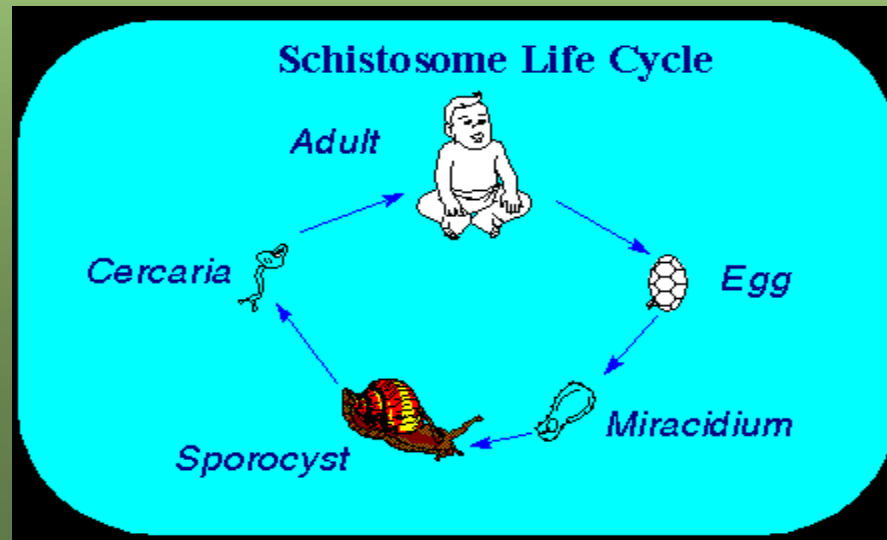 Schistosome Life Cycle
Adult
Cercaria
Egg
Miracidium
Sporocyst